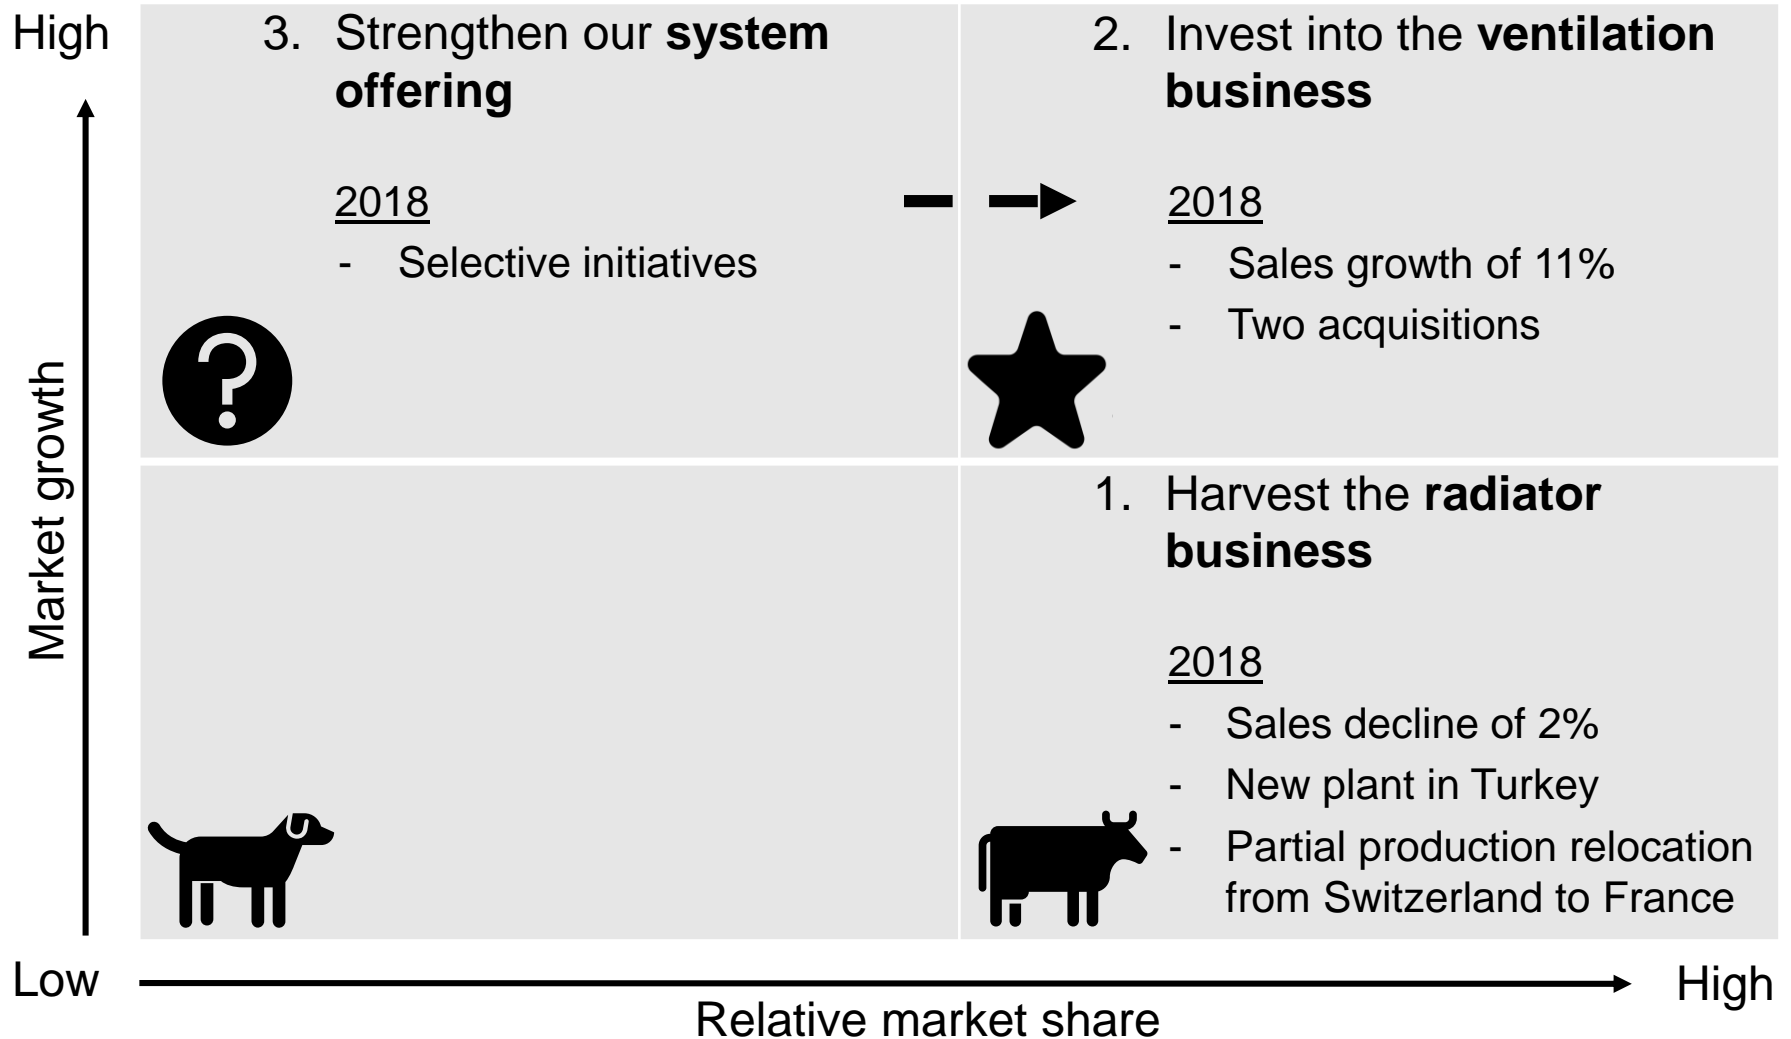 High
3. Strengthen our system
offering
2018
- Selective initiatives
2. Invest into the ventilation
business
2018
- Sales growth of 11%
- Two acquisitions
Market growth
1. Harvest the radiator
business
2018
- Sales decline of 2%
- New plant in Turkey
- Partial production relocation
from Switzerland to France
Low
Relative market share
High